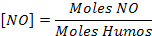 [NO] = Moles NO / Moles Humos